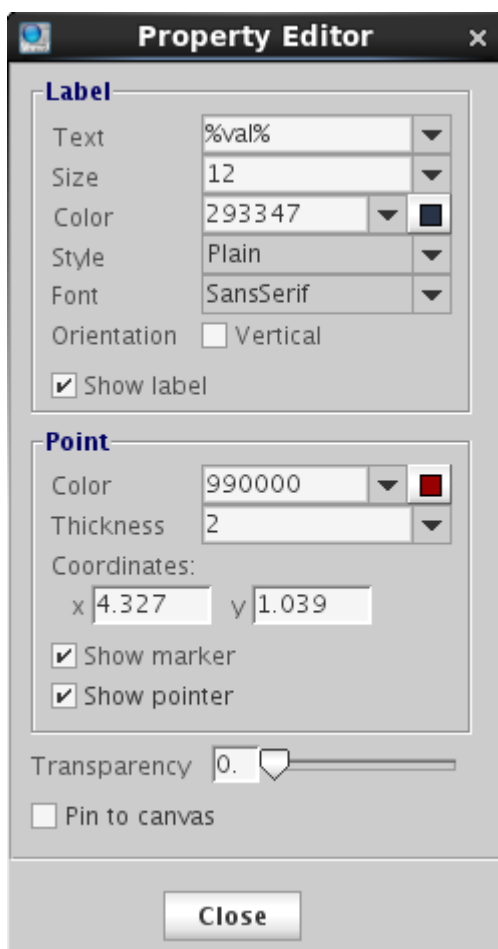 Property Editor
Label
Text %val%
Size 12
Color 293347
Style Plain
Font SansSerif
Orientation Vertical
Show label
Point
Color 990000
Thickness 2
Coordinates:
x 4.327 y 1.039
Show marker
Show pointer
Transparency 0.
Pin to canvas
Close